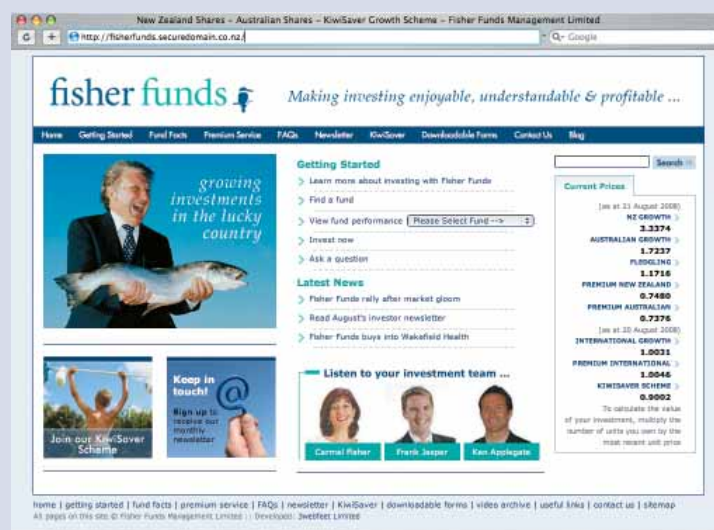 New Zealand Shares – Australian Shares – KiwiSaver Growth Scheme – Fisher Funds Management Limited
http://fisherfunds.securedomain.co.nz/
Google
fisher funds
Making investing enjoyable, understandable & profitable ...
Home Getting Started Fund Facts Premium Service FAQs Newsletter KiwiSaver Downloadable Forms Contact Us Blog
growing
investments
in the lucky
country
Join our KiwiSaver
Scheme
Keep in
touch!
Sign up to
receive our
monthly
newsletter
Getting Started
Learn more about investing with Fisher Funds
Find a fund
View fund performance Please Select Fund -->
Invest now
Ask a question
Latest News
Fisher Funds rally after market gloom
Read August's investor newsletter
Fisher Funds buys into Wakefield Health
Listen to your investment team ...
Carmel Fisher Frank Jasper Ken Applegate
Search
Current Prices
[as at 21 August 2008]
NZ GROWTH
3.3374
AUSTRALIAN GROWTH
1.7237
FLEDGLING
1.1716
PREMIUM NEW ZEALAND
0.7480
PREMIUM AUSTRALIAN
0.7376
[as at 20 August 2008]
INTERNATIONAL GROWTH
1.0031
PREMIUM INTERNATIONAL
1.0046
KIWISAVER SCHEME
0.9002
To calculate the value
of your investment, multiply the
number of units you own by the
most recent unit price
home | getting started | fund facts | premium service | FAQs | newsletter | KiwiSaver | downloadable forms | video archive | useful links | contact us | sitemap
All pages on this site © Fisher Funds Management Limited :: Developed: Sweetfeet Limited